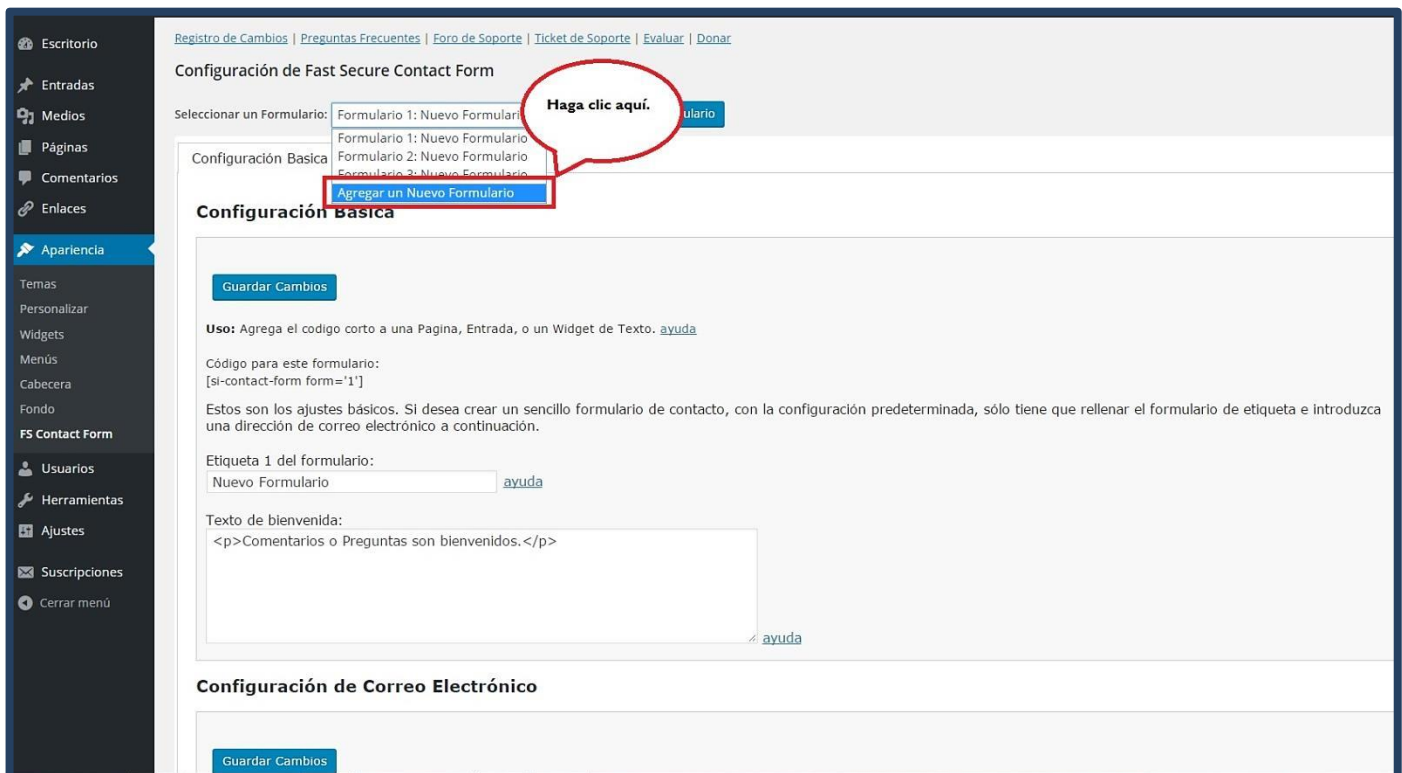 Escritorio
Entradas
Medios
Páginas
Comentarios
Enlaces
Apariencia
Temas
Personalizar
Widgets
Menús
Cabecera
Fondo
FS Contact Form
Usuarios
Herramientas
Ajustes
Suscripciones
Cerrar menú
Registro de Cambios | Preguntas Frecuentes | Foro de Soporte | Ticket de Soporte | Evaluar | Donar
Configuración de Fast Secure Contact Form
Seleccionar un Formulario: Formulario 1: Nuevo Formulario
Haga clic aquí.
Formulario 1: Nuevo Formulario
Formulario 2: Nuevo Formulario
Formulario 3: Nuevo Formulario
Agregar un Nuevo Formulario
Configuración Basica
Configuración Basica
Guardar Cambios
Uso: Agrega el codigo corto a una Pagina, Entrada, o un Widget de Texto. ayuda
Código para este formulario:
[si-contact-form form='1']
Estos son los ajustes básicos. Si desea crear un sencillo formulario de contacto, con la configuración predeterminada, sólo tiene que rellenar el formulario de etiqueta e introduzca
una dirección de correo electrónico a continuación.
Etiqueta 1 del formulario:
Nuevo Formulario ayuda
Texto de bienvenida:
<p>Comentarios o Preguntas son bienvenidos.</p>
ayuda
Configuración de Correo Electrónico
Guardar Cambios